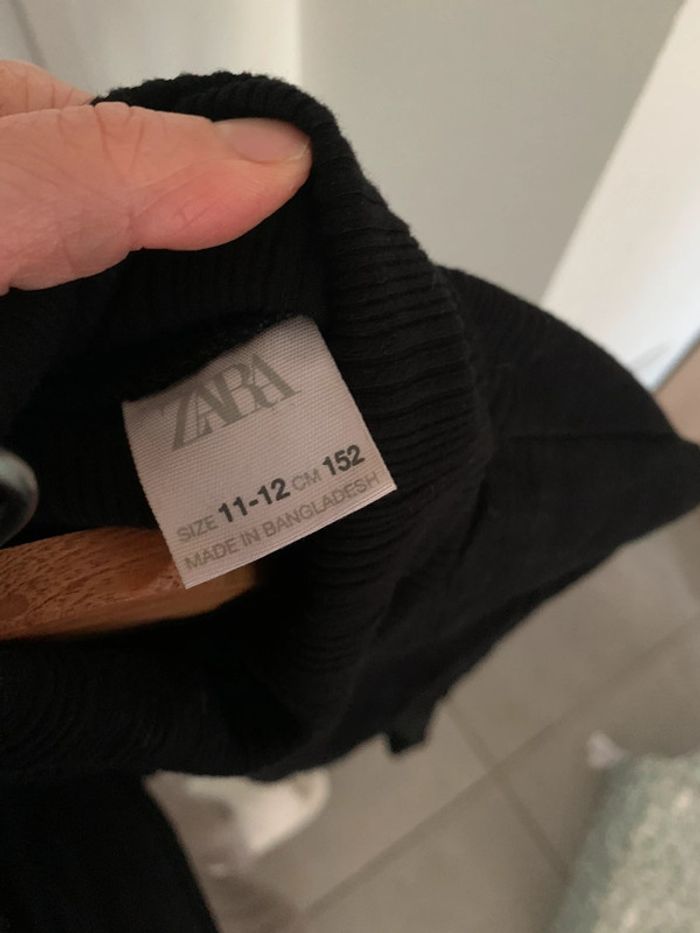 ZARA
SIZE 11-12 CM 152
MADE IN BANGLADESH